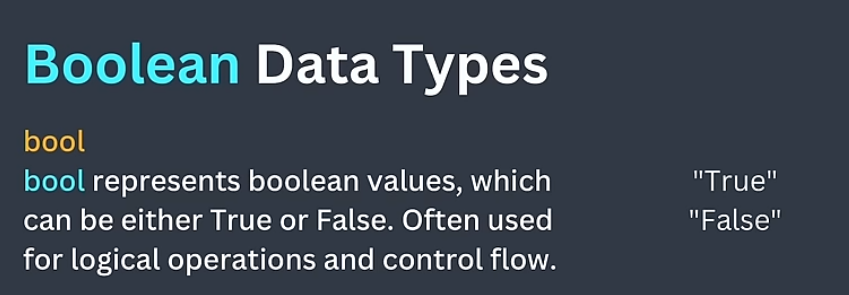 Boolean Data Types
bool
bool represents boolean values, which
can be either True or False. Often used
for logical operations and control flow.
"True"
"False"